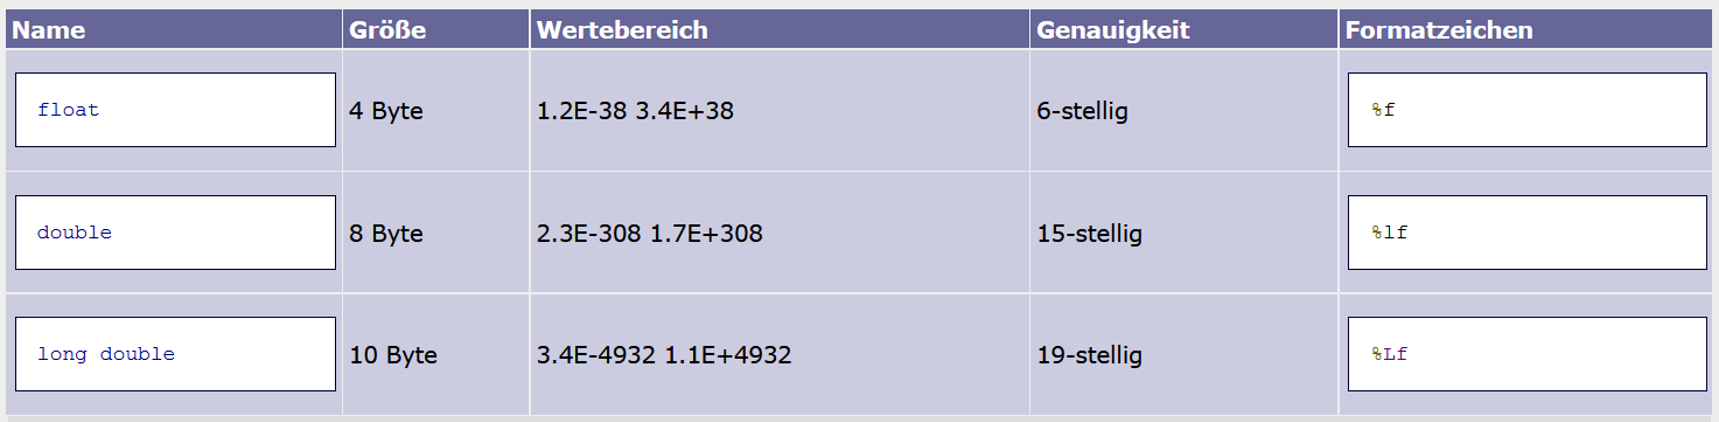 Name Größe Wertebereich Genauigkeit Formatzeichen
float 4 Byte 1.2E-38 3.4E+38 6-stellig %f
double 8 Byte 2.3E-308 1.7E+308 15-stellig %lf
long double 10 Byte 3.4E-4932 1.1E+4932 19-stellig %Lf